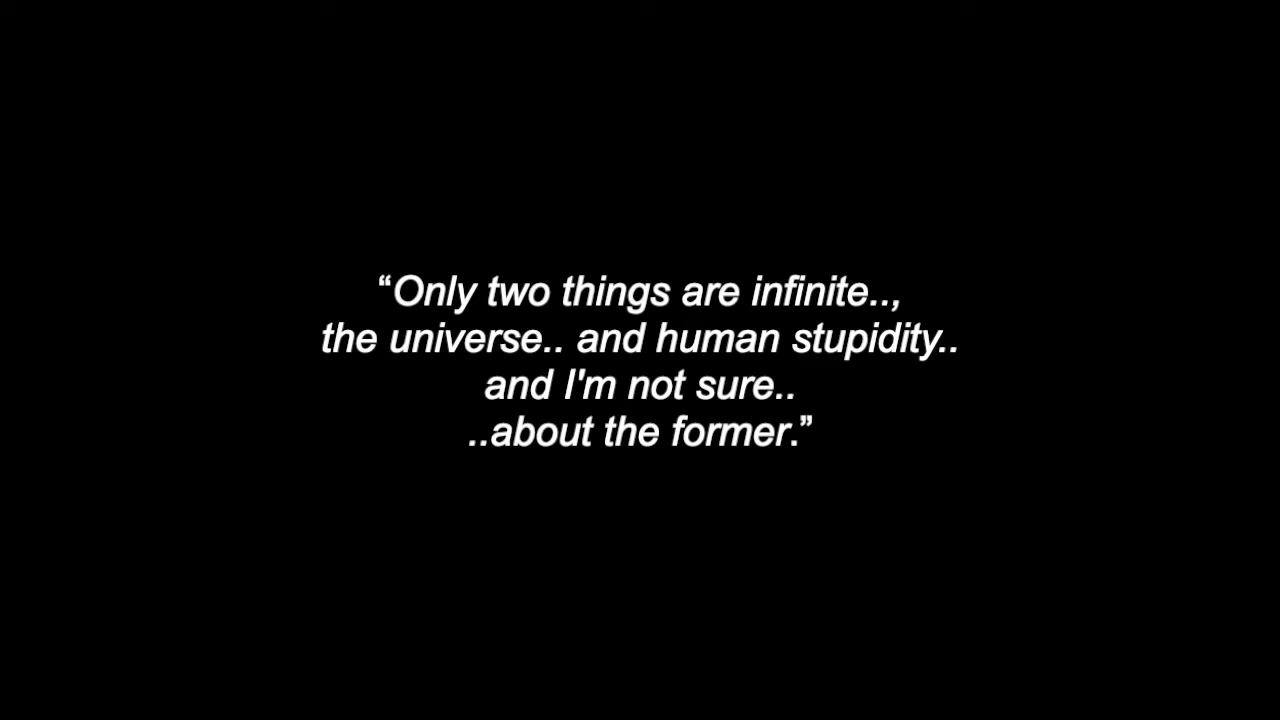 “Only two things are infinite..,
the universe.. and human stupidity..
and I'm not sure..
..about the former.”